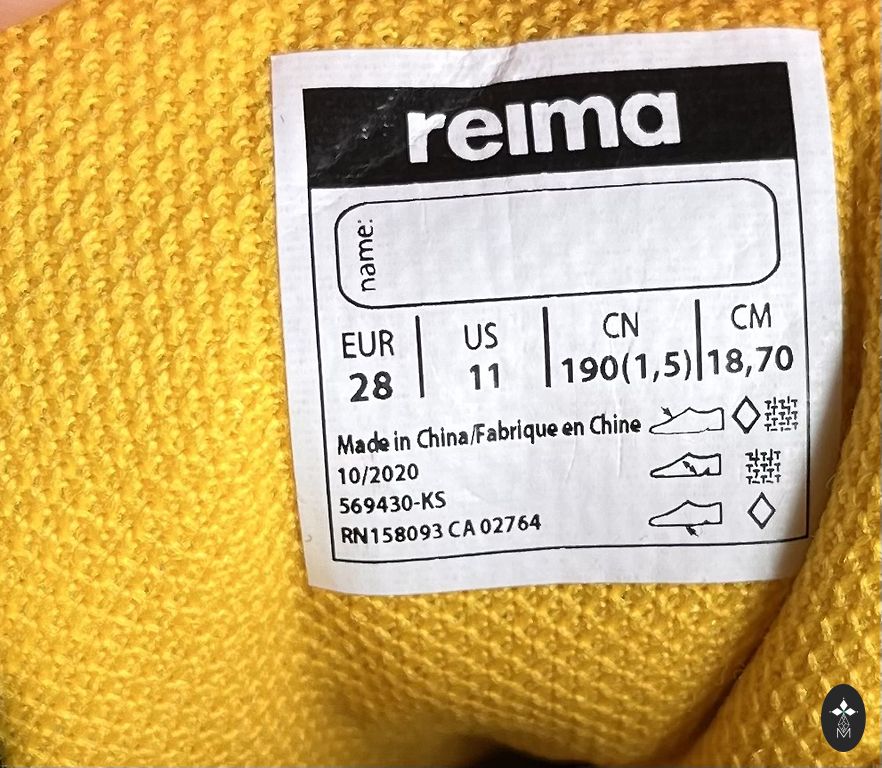 reima
name:
EUR US CN CM
28 11 190(1,5) 18,70
Made in China/Fabrique en Chine
10/2020
569430-KS
RN158093 CA 02764
M